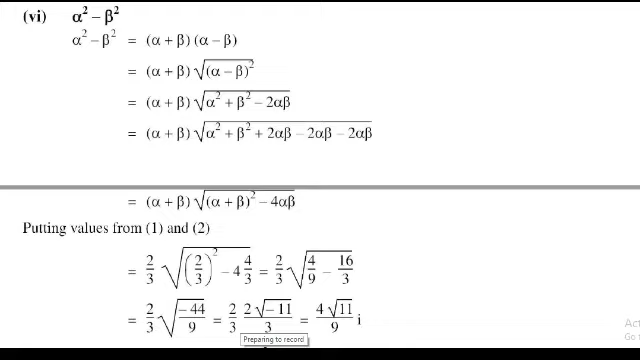 (vi) α² – β²
α² – β² = (α + β) (α – β)
= (α + β) √(α – β)²
= (α + β) √α² + β² – 2αβ
= (α + β) √α² + β² + 2αβ – 2αβ – 2αβ
= (α + β) √(α + β)² – 4αβ
Putting values from (1) and (2)
= 2/3 √(2/3)² – 4 4/3 = 2/3 √4/9 – 16/3
= 2/3 √–44/9 = 2/3 2√–11/3 = 4√11/9 i
Preparing to record
Act
Go t